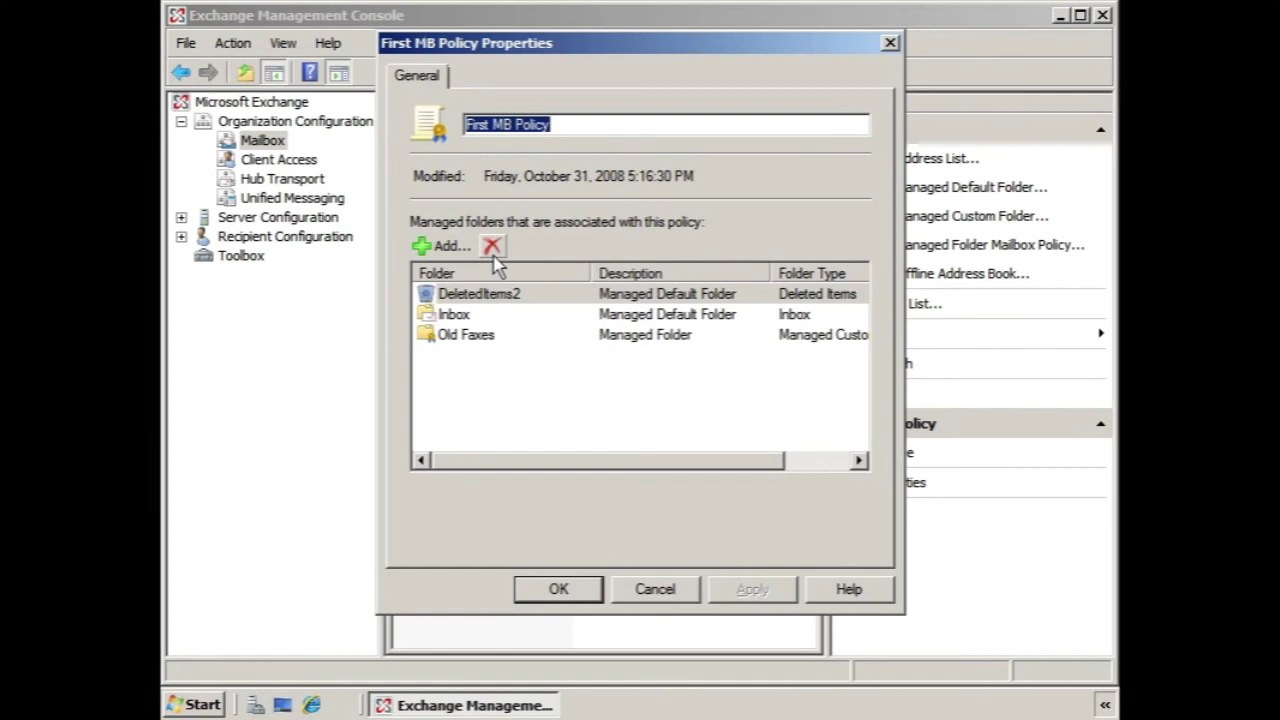 Exchange Management Console
File Action View Help
First MB Policy Properties
General
First MB Policy
Modified: Friday, October 31, 2008 5:16:30 PM
Managed folders that are associated with this policy:
Add...
Folder Description Folder Type
DeletedItems2 Managed Default Folder Deleted Items
Inbox Managed Default Folder Inbox
Old Faxes Managed Folder Managed Custo
OK Cancel Apply Help
Microsoft Exchange
Organization Configuration
Mailbox
Client Access
Hub Transport
Unified Messaging
Server Configuration
Recipient Configuration
Toolbox
ddress List...
anaged Default Folder...
anaged Custom Folder...
anaged Folder Mailbox Policy...
ffline Address Book...
List...
h
olicy
e
ties
Start Exchange Manageme... «